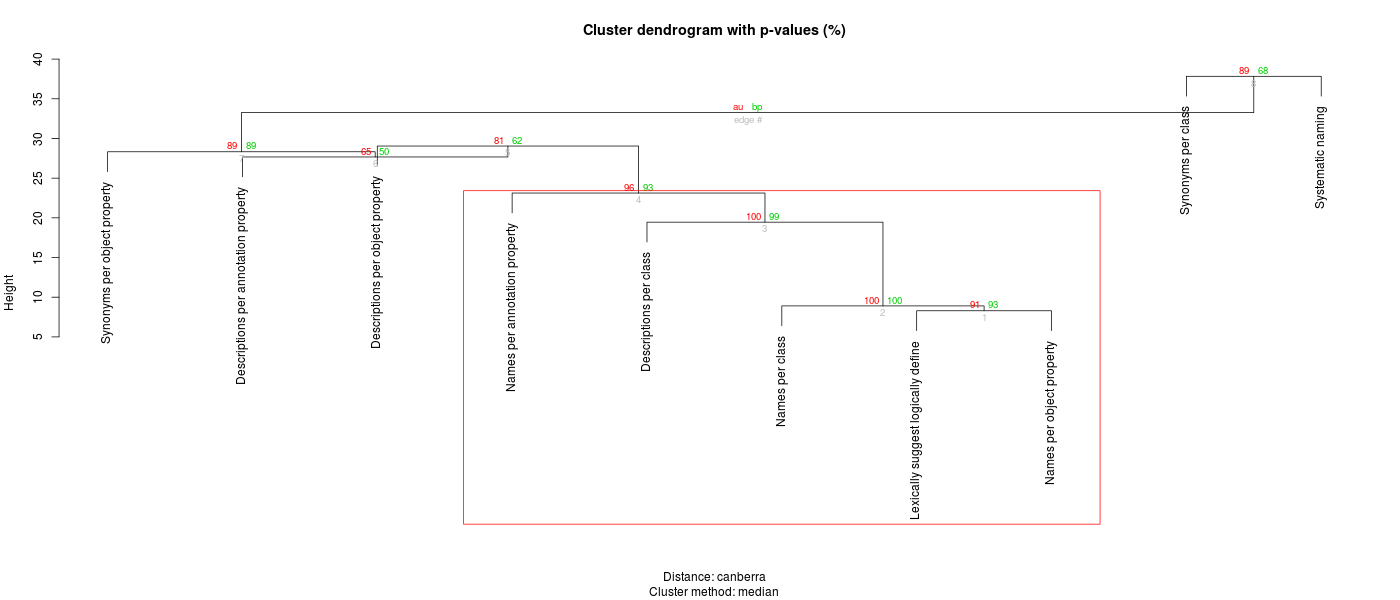 Cluster dendrogram with p-values (%)
Height
40
35
30
25
20
15
10
5
89 68
8
au bp
edge #
89 89
7
65 50
6
81 62
5
96 93
4
100 99
3
100 100
2
91 93
1
Synonyms per object property
Descriptions per annotation property
Descriptions per object property
Names per annotation property
Descriptions per class
Names per class
Lexically suggest logically define
Names per object property
Synonyms per class
Systematic naming
Distance: canberra
Cluster method: median